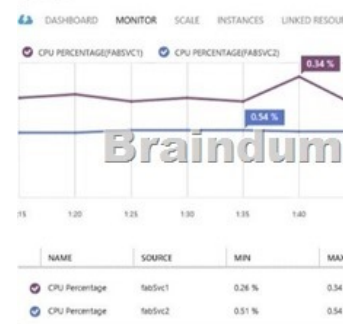 DASHBOARD MONITOR SCALE INSTANCES LINKED RESOU
CPU PERCENTAGE(FABSVC1) CPU PERCENTAGE(FABSVC2)
0.34 %
0.54 %
Braindum
:15 1:20 1:25 1:30 1:35 1:40
NAME SOURCE MIN MAX
CPU Percentage fabSvc1 0.26 % 0.34
CPU Percentage fabSvc2 0.51 % 0.54